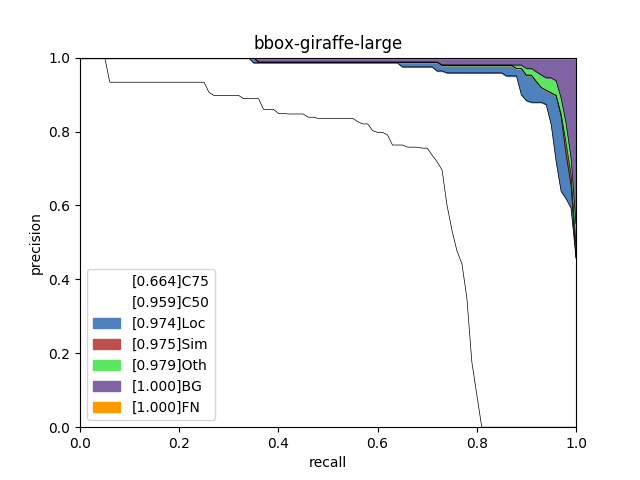 bbox-giraffe-large
1.0
0.8
0.6
0.4
0.2
0.0
precision
[0.664]C75
[0.959]C50
[0.974]Loc
[0.975]Sim
[0.979]Oth
[1.000]BG
[1.000]FN
0.0 0.2 0.4 0.6 0.8 1.0
recall